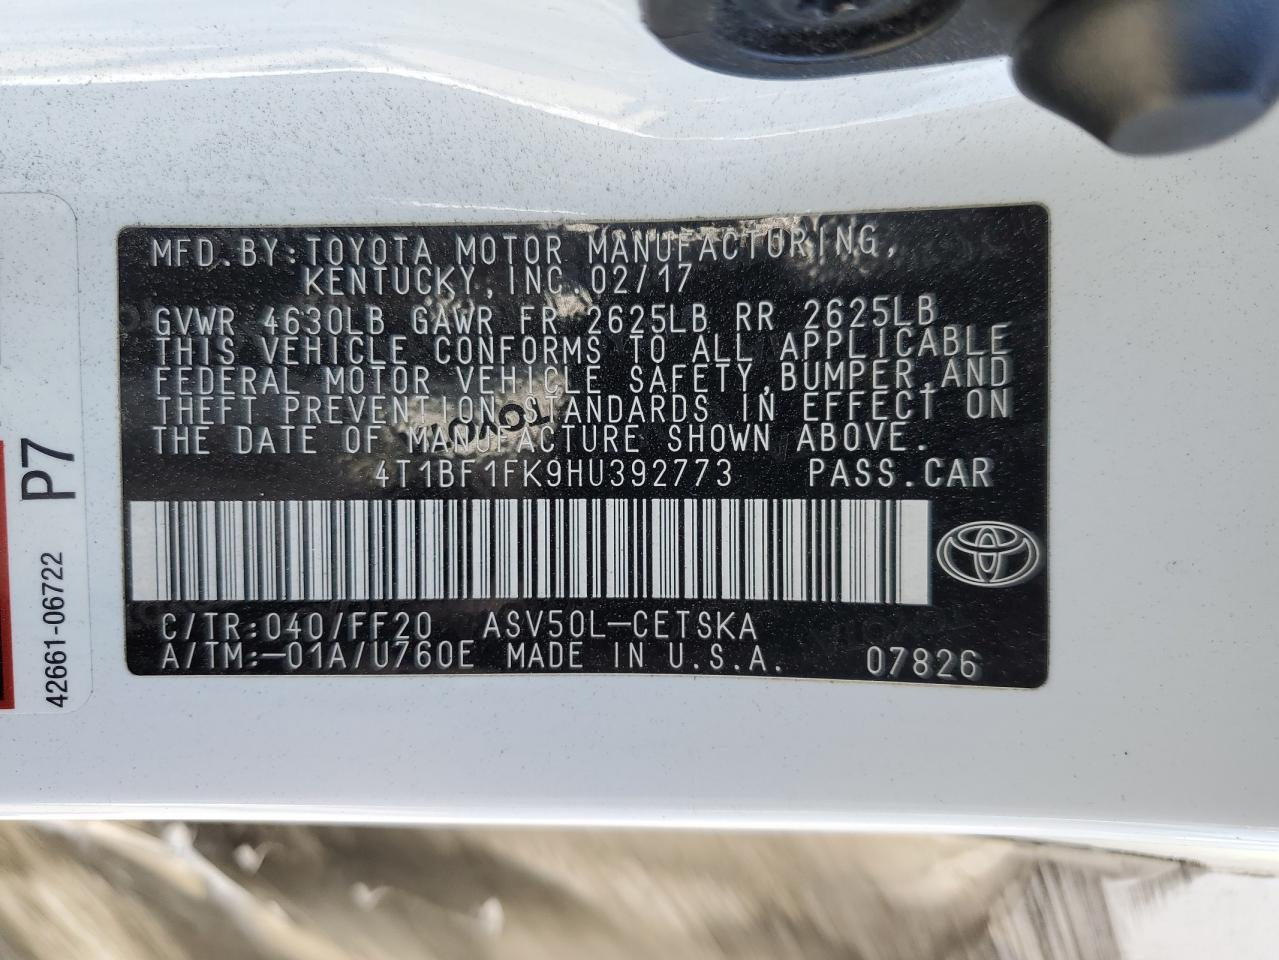 MFD.BY:TOYOTA MOTOR MANUFACTORING,
KENTUCKY,INC.02/17
GVWR 4630LB GAWR FR 2625LB RR 2625LB
THIS VEHICLE CONFORMS TO ALL APPLICABLE
FEDERAL MOTOR VEHICLE SAFETY,BUMPER,AND
THEFT PREVENTION STANDARDS IN EFFECT ON
THE DATE OF MANUFACTURE SHOWN ABOVE.
4T1BF1FK9HU392773 PASS.CAR
C/TR:040/FF20 ASV50L-CETSKA
A/TM:-01A/U760E MADE IN U.S.A. 07826
P7
42661-06722